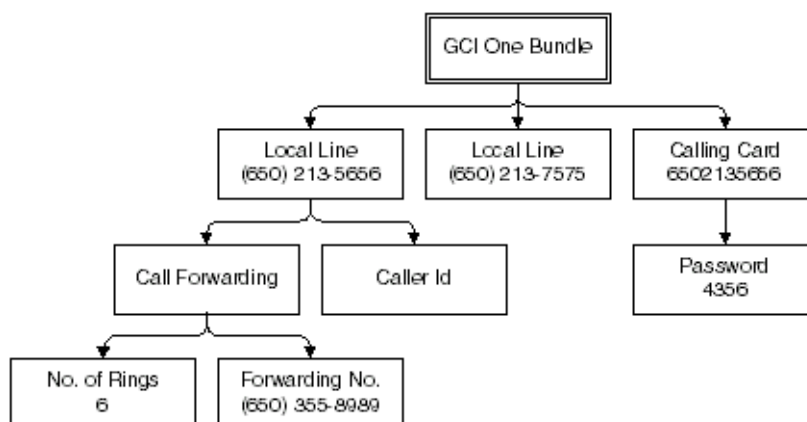 GCI One Bundle
Local Line
(650) 213-5656
Local Line
(650) 213-7575
Calling Card
6502135656
Call Forwarding
Caller Id
Password
4356
No. of Rings
6
Forwarding No.
(650) 355-8989